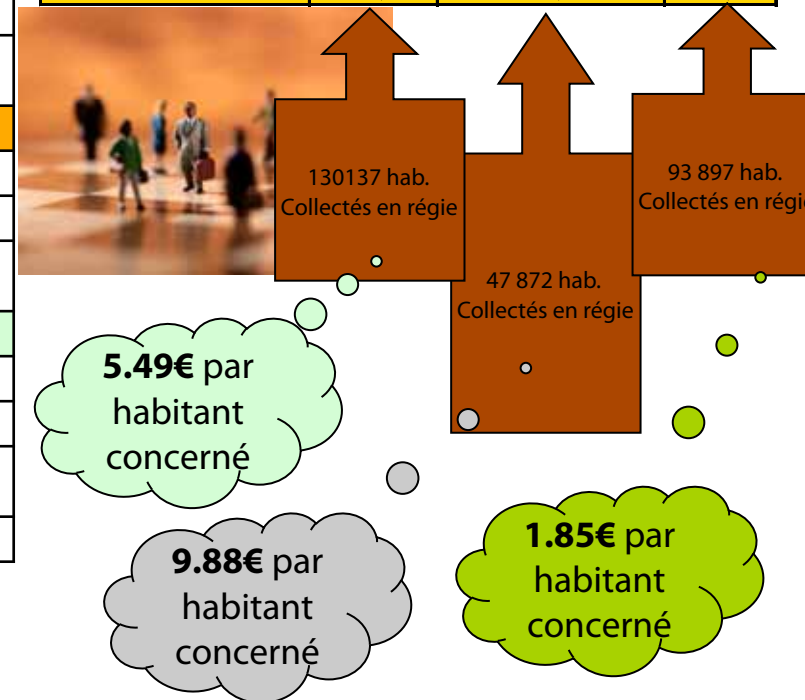 130137 hab.
Collectés en régie
47 872 hab.
Collectés en régie
93 897 hab.
Collectés en régie
5.49€ par
habitant
concerné
9.88€ par
habitant
concerné
1.85€ par
habitant
concerné